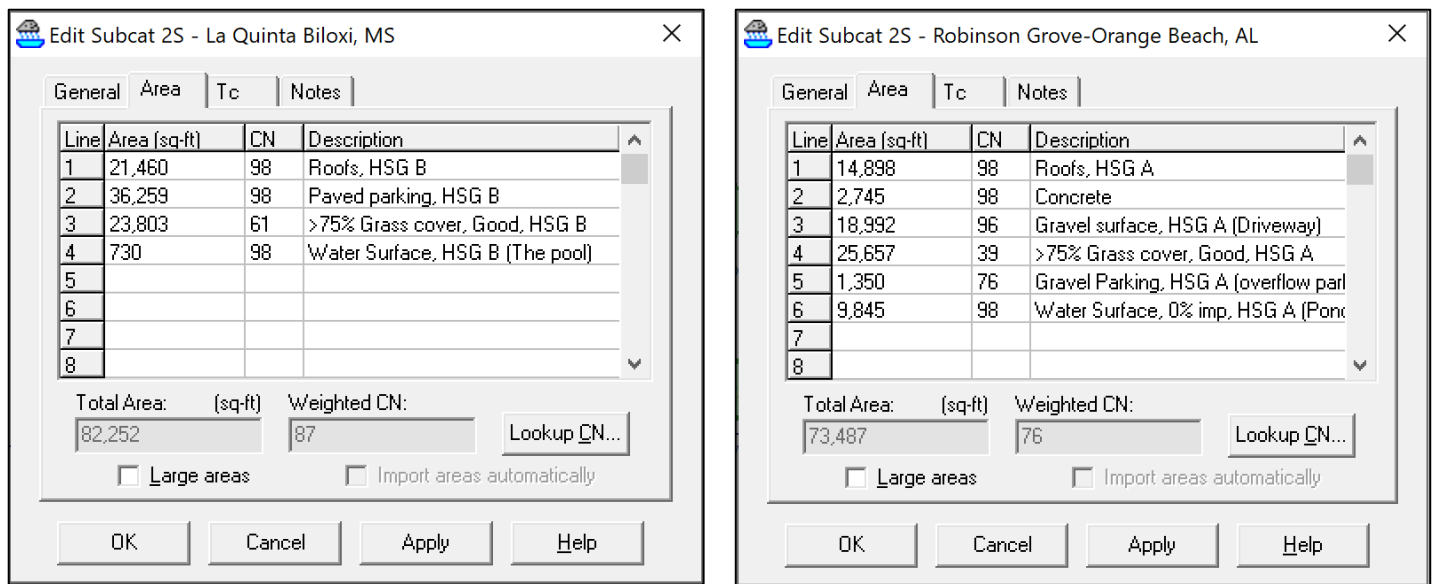 Edit Subcat 2S - La Quinta Biloxi, MS
General Area Tc Notes
Line Area (sq-ft) CN Description
1 21,460 98 Roofs, HSG B
2 36,259 98 Paved parking, HSG B
3 23,803 61 >75% Grass cover, Good, HSG B
4 730 98 Water Surface, HSG B (The pool)
5
6
7
8
Total Area: (sq-ft) Weighted CN:
82,252 87 Lookup CN...
Large areas Import areas automatically
OK Cancel Apply Help
Edit Subcat 2S - Robinson Grove-Orange Beach, AL
General Area Tc Notes
Line Area (sq-ft) CN Description
1 14,898 98 Roofs, HSG A
2 2,745 98 Concrete
3 18,992 96 Gravel surface, HSG A (Driveway)
4 25,657 39 >75% Grass cover, Good, HSG A
5 1,350 76 Gravel Parking, HSG A (overflow parl
6 9,845 98 Water Surface, 0% imp, HSG A (Pond
7
8
Total Area: (sq-ft) Weighted CN:
73,487 76 Lookup CN...
Large areas Import areas automatically
OK Cancel Apply Help